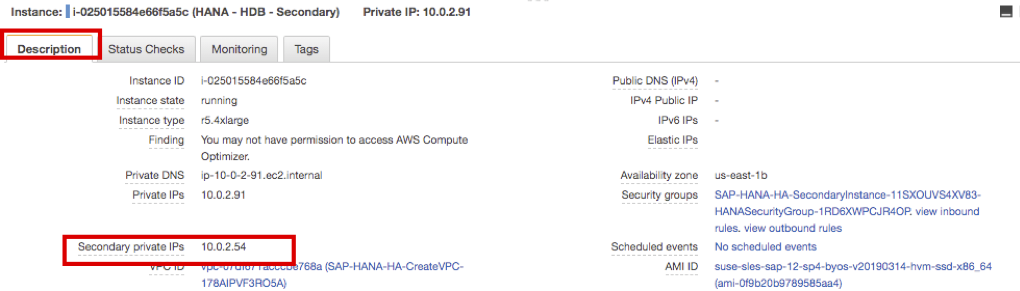 Instance: i-025015584e66f5a5c (HANA - HDB - Secondary) Private IP: 10.0.2.91
Description Status Checks Monitoring Tags
Instance ID i-025015584e66f5a5c Public DNS (IPv4) -
Instance state running IPv4 Public IP -
Instance type r5.4xlarge IPv6 IPs -
Finding You may not have permission to access AWS Compute Elastic IPs
Optimizer.
Private DNS ip-10-0-2-91.ec2.internal Availability zone us-east-1b
Private IPs 10.0.2.91 Security groups SAP-HANA-HA-SecondaryInstance-11SXOUVS4XV83-
HANASecurityGroup-1RD6XWPCJR4OP. view inbound
rules. view outbound rules
Secondary private IPs 10.0.2.54 Scheduled events No scheduled events
VPC ID (SAP-HANA-HA-CreateVPC- AMI ID suse-sles-sap-12-sp4-byos-v20190314-hvm-ssd-x86_64
178AIPVF3RO5A) (ami-0f9b20b9789585aa4)